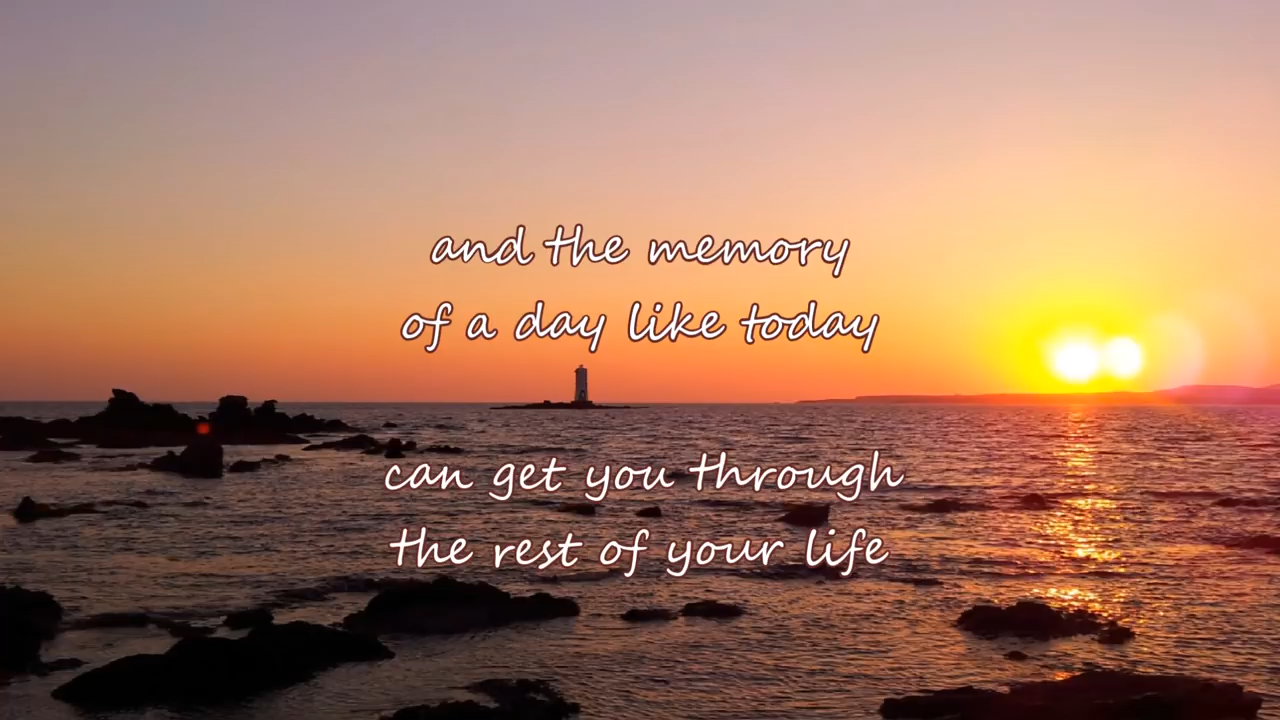 and the memory
of a day like today
can get you through
the rest of your life